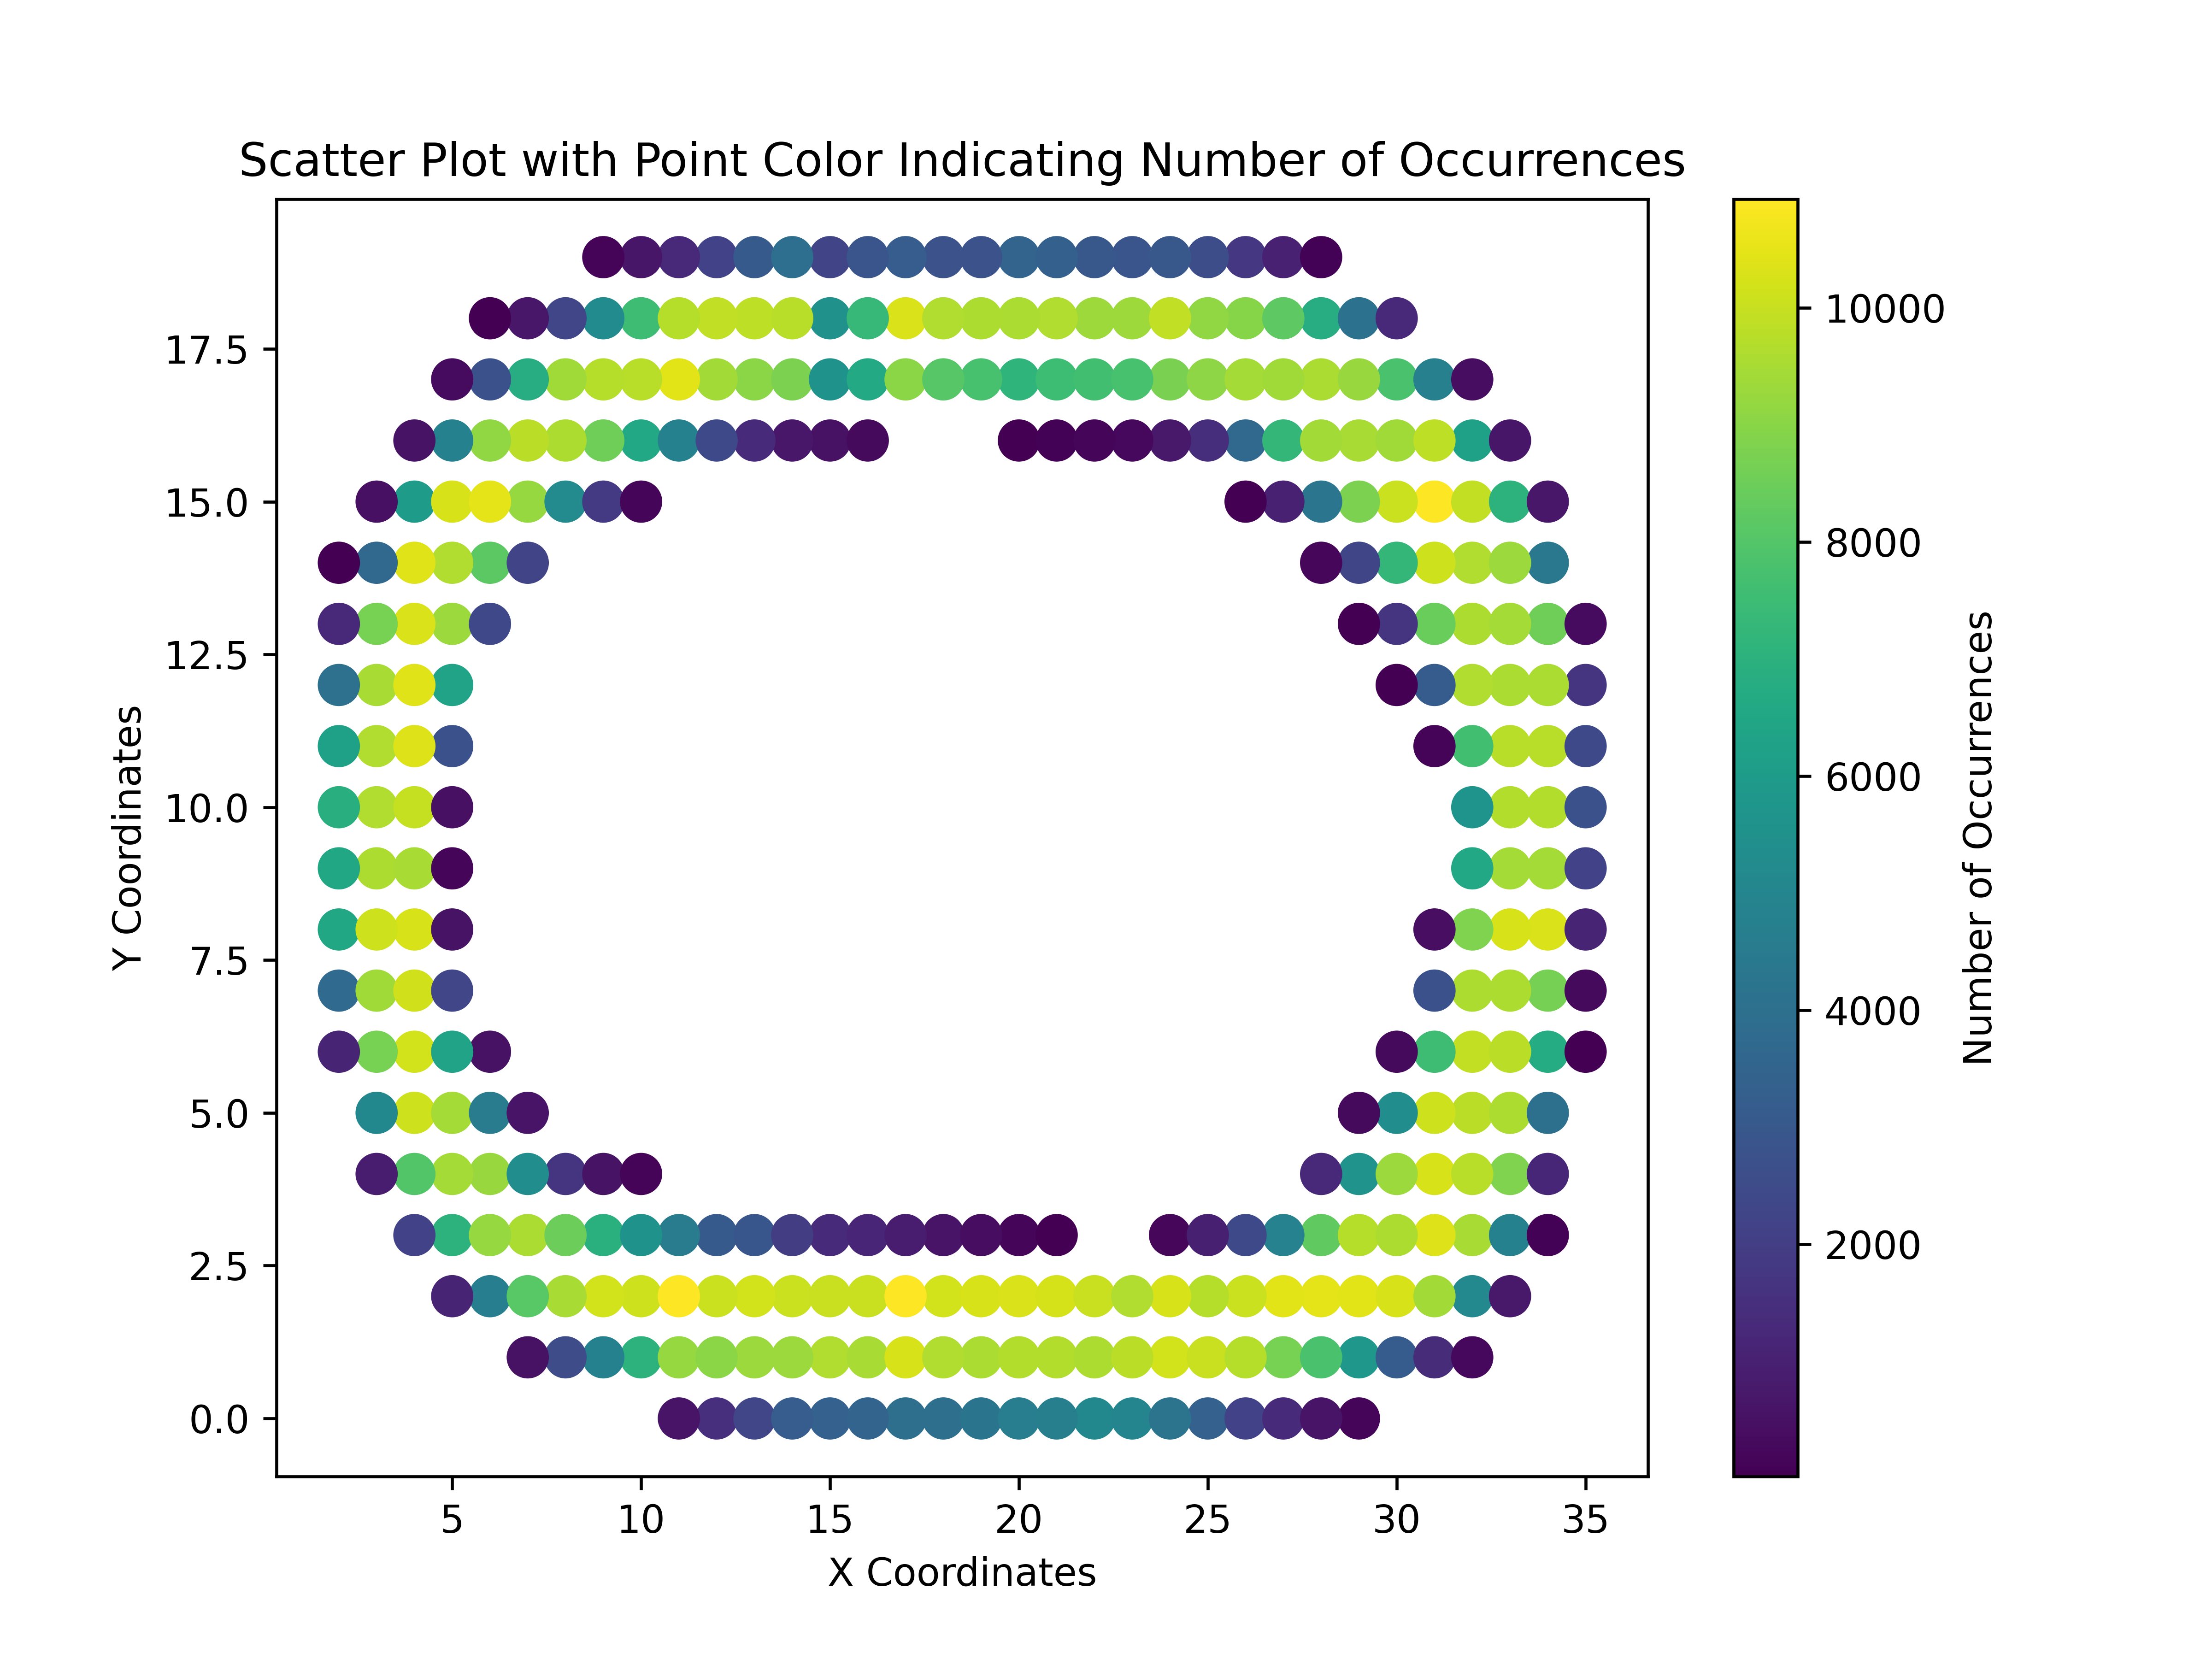 Scatter Plot with Point Color Indicating Number of Occurrences
17.5
15.0
12.5
10.0
7.5
5.0
2.5
0.0
Y Coordinates
5 10 15 20 25 30 35
X Coordinates
10000
8000
6000
4000
2000
Number of Occurrences